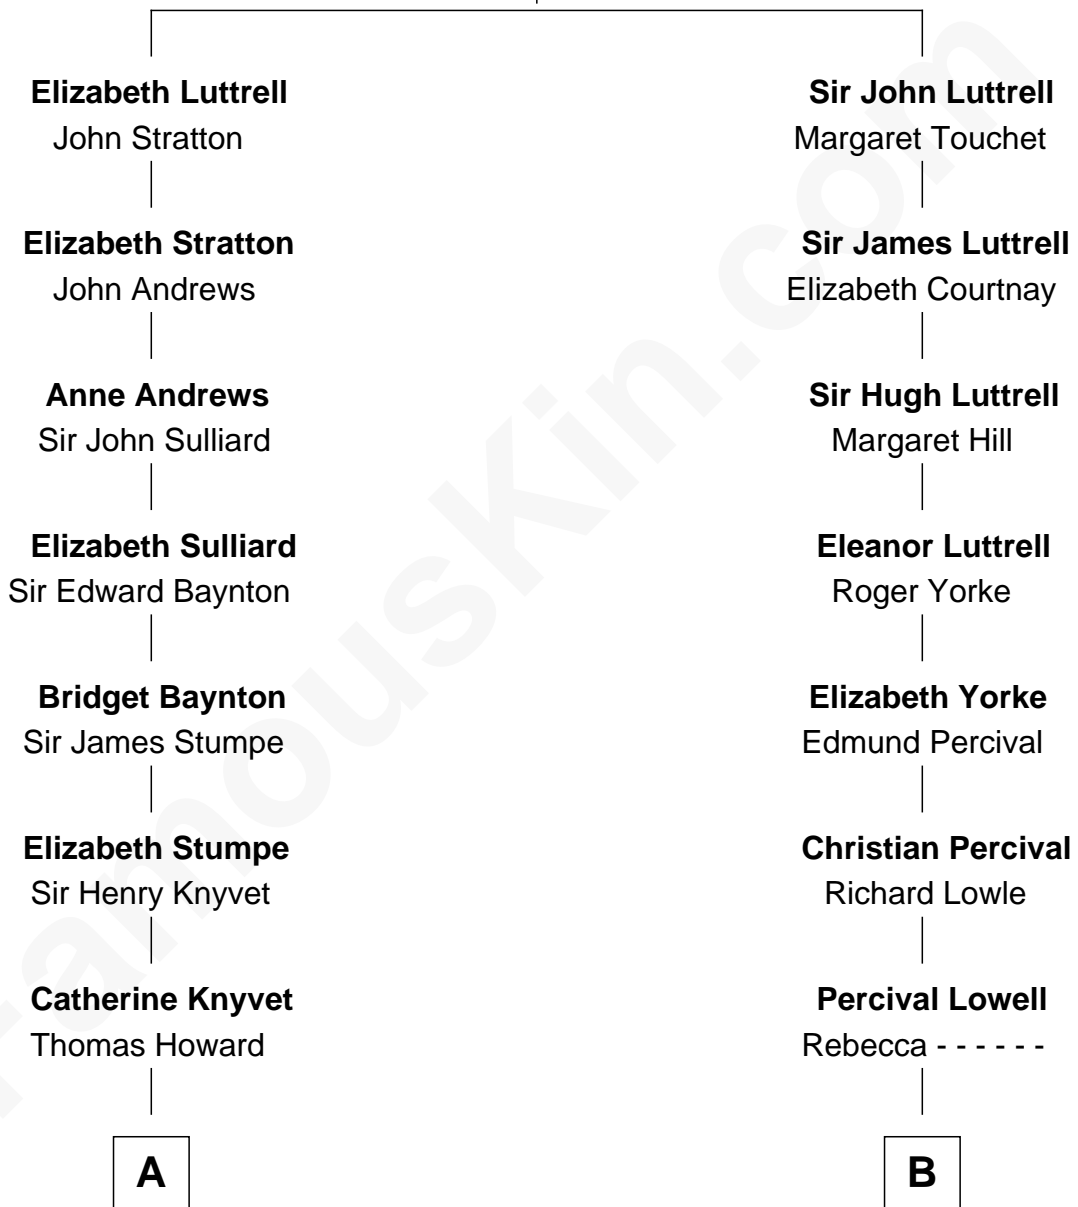 Elizabeth Luttrell
John Stratton
Elizabeth Stratton
John Andrews
Anne Andrews
Sir John Sulliard
Elizabeth Sulliard
Sir Edward Baynton
Bridget Baynton
Sir James Stumpe
Elizabeth Stumpe
Sir Henry Knyvet
Catherine Knyvet
Thomas Howard
A
Sir John Luttrell
Margaret Touchet
Sir James Luttrell
Elizabeth Courtnay
Sir Hugh Luttrell
Margaret Hill
Eleanor Luttrell
Roger Yorke
Elizabeth Yorke
Edmund Percival
Christian Percival
Richard Lowle
Percival Lowell
Rebecca - - - - - -
B
FamousKin.com